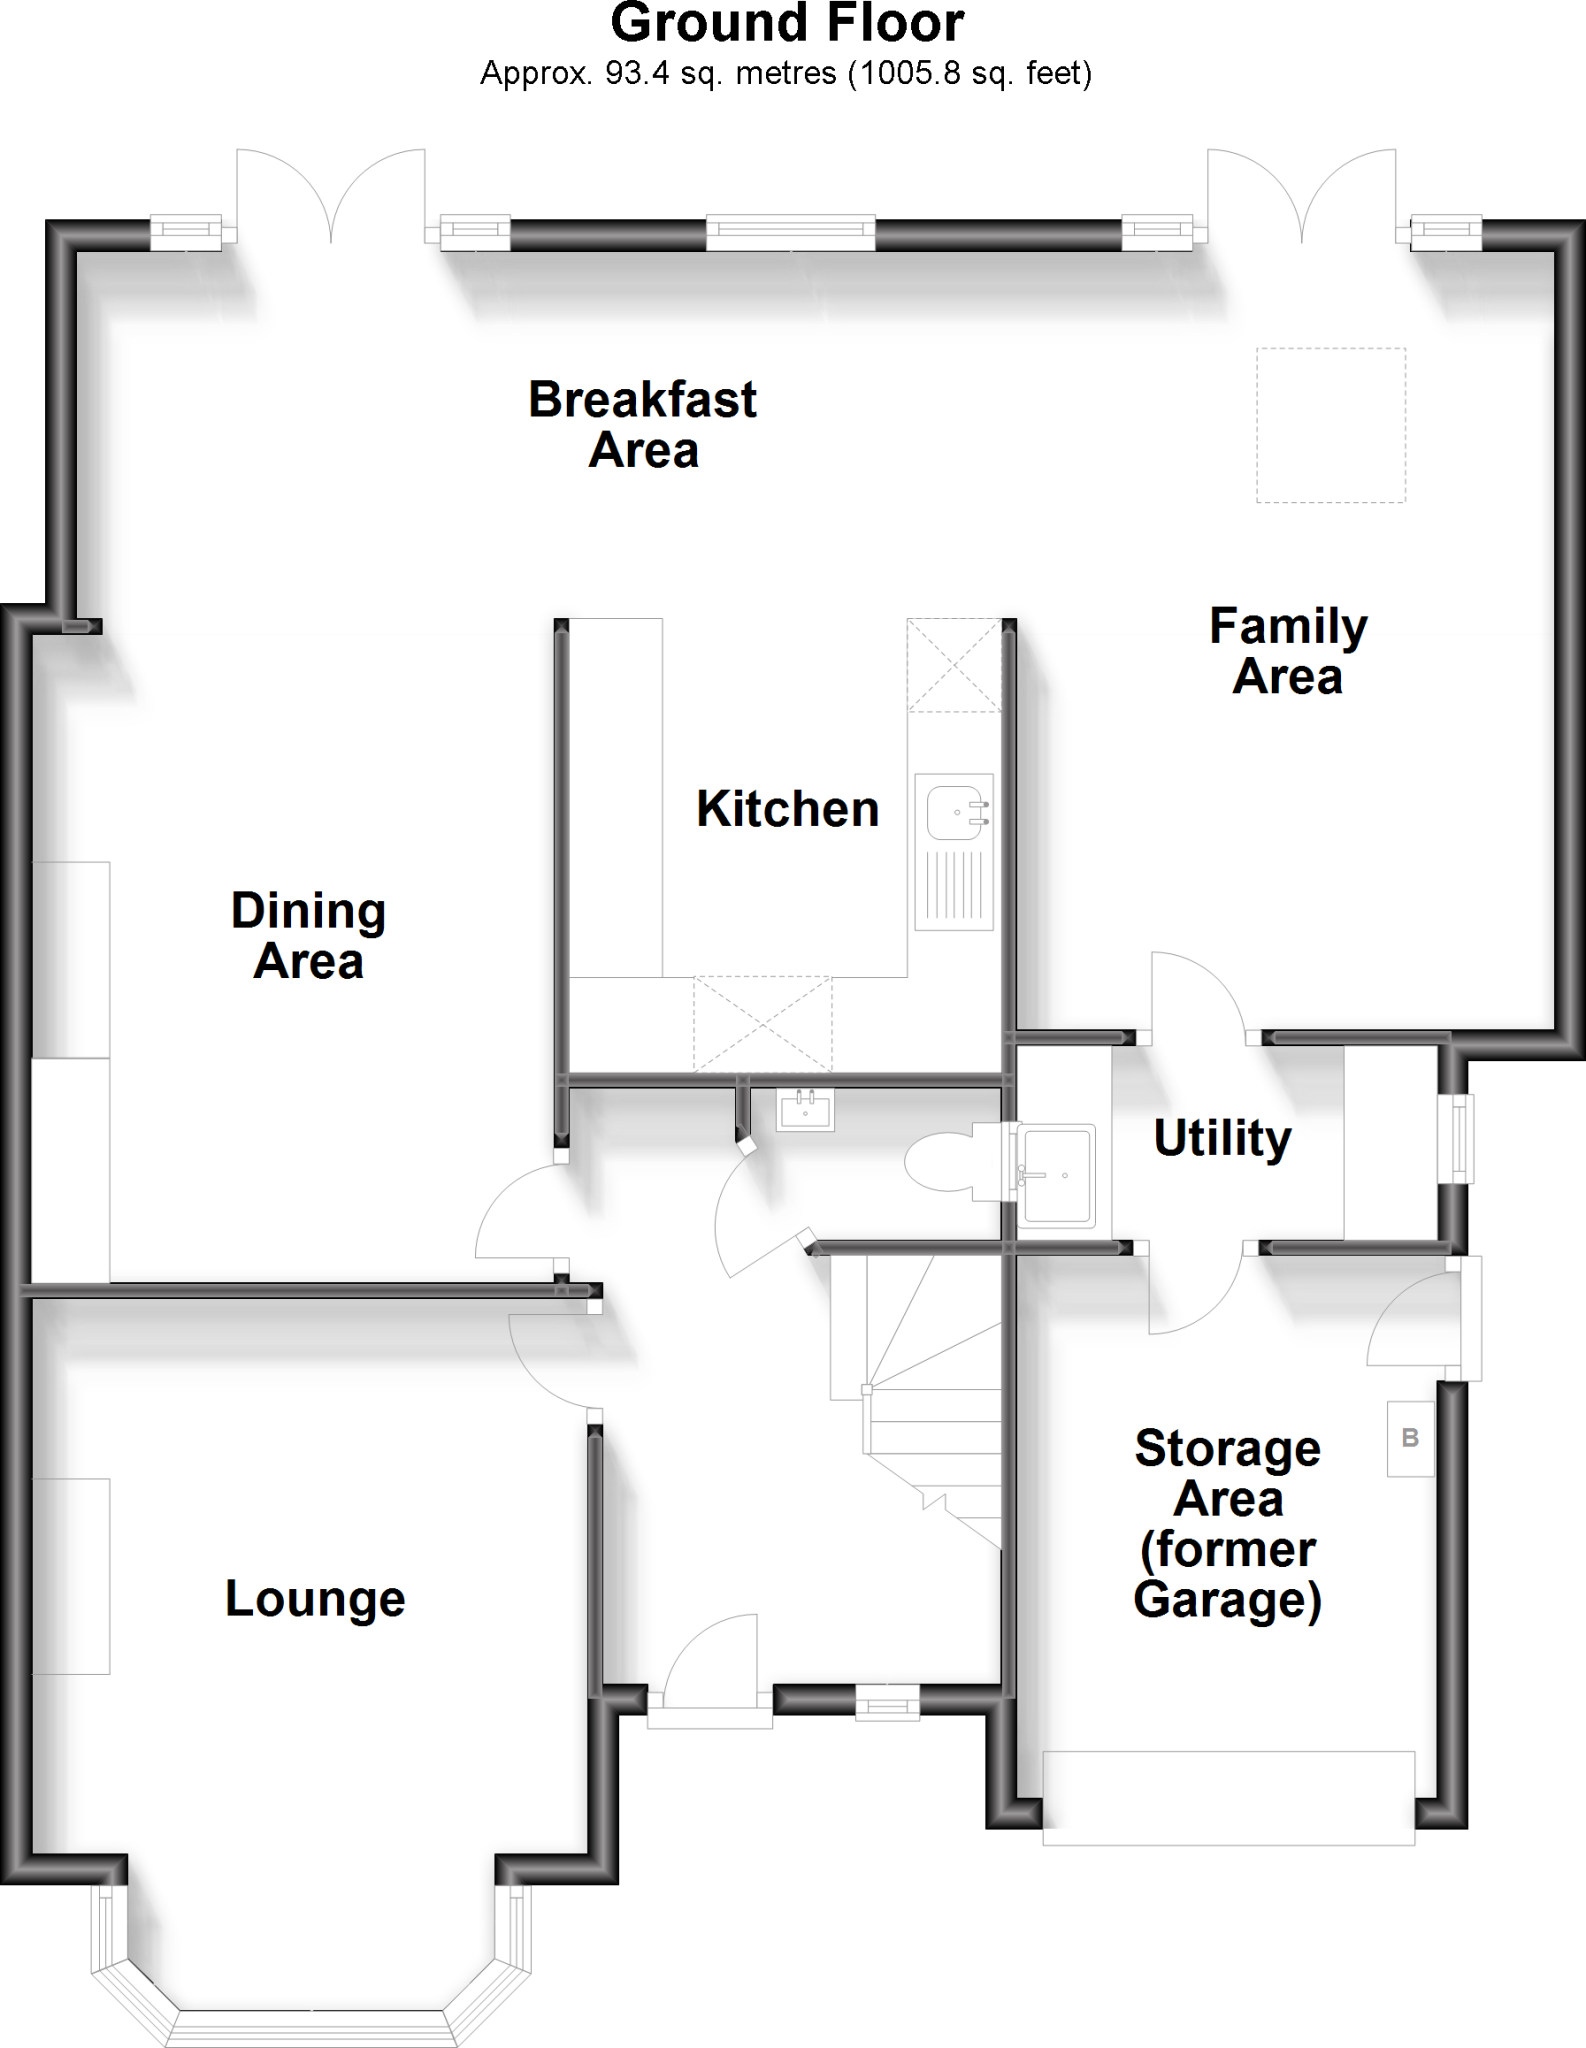 Ground Floor
Approx. 93.4 sq. metres (1005.8 sq. feet)
Breakfast
Area
Family
Area
Kitchen
Dining
Area
Utility
Storage
Area
(former
Garage)
B
Lounge